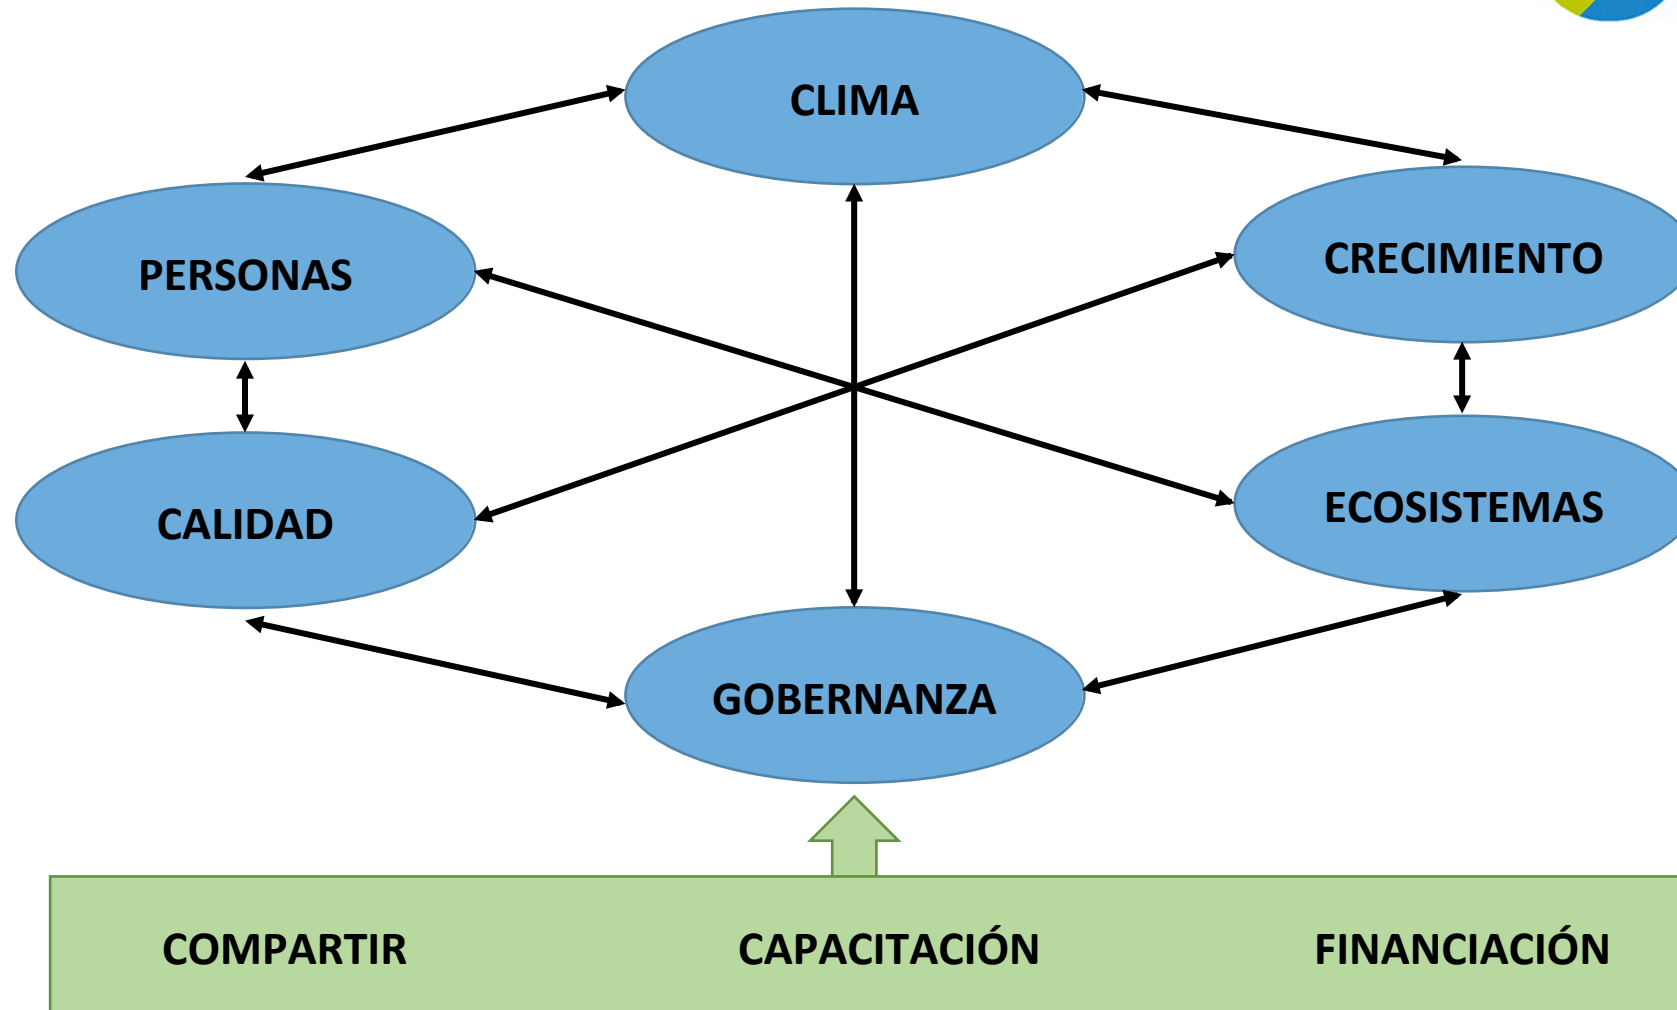 CLIMA
PERSONAS
CRECIMIENTO
CALIDAD
ECOSISTEMAS
GOBERNANZA
COMPARTIR CAPACITACIÓN FINANCIACIÓN